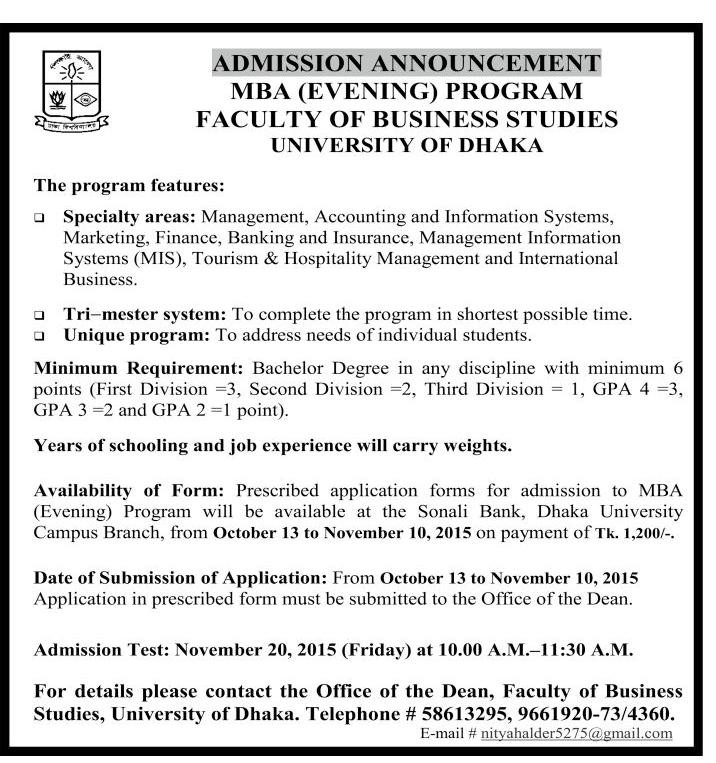 ADMISSION ANNOUNCEMENT
MBA (EVENING) PROGRAM
FACULTY OF BUSINESS STUDIES
UNIVERSITY OF DHAKA
The program features:
❑ Specialty areas: Management, Accounting and Information Systems,
Marketing, Finance, Banking and Insurance, Management Information
Systems (MIS), Tourism & Hospitality Management and International
Business.
❑ Tri–mester system: To complete the program in shortest possible time.
❑ Unique program: To address needs of individual students.
Minimum Requirement: Bachelor Degree in any discipline with minimum 6
points (First Division =3, Second Division =2, Third Division = 1, GPA 4 =3,
GPA 3 =2 and GPA 2 =1 point).
Years of schooling and job experience will carry weights.
Availability of Form: Prescribed application forms for admission to MBA
(Evening) Program will be available at the Sonali Bank, Dhaka University
Campus Branch, from October 13 to November 10, 2015 on payment of Tk. 1,200/-.
Date of Submission of Application: From October 13 to November 10, 2015
Application in prescribed form must be submitted to the Office of the Dean.
Admission Test: November 20, 2015 (Friday) at 10.00 A.M.–11:30 A.M.
For details please contact the Office of the Dean, Faculty of Business
Studies, University of Dhaka. Telephone # 58613295, 9661920-73/4360.
E-mail # nityahalder5275@gmail.com